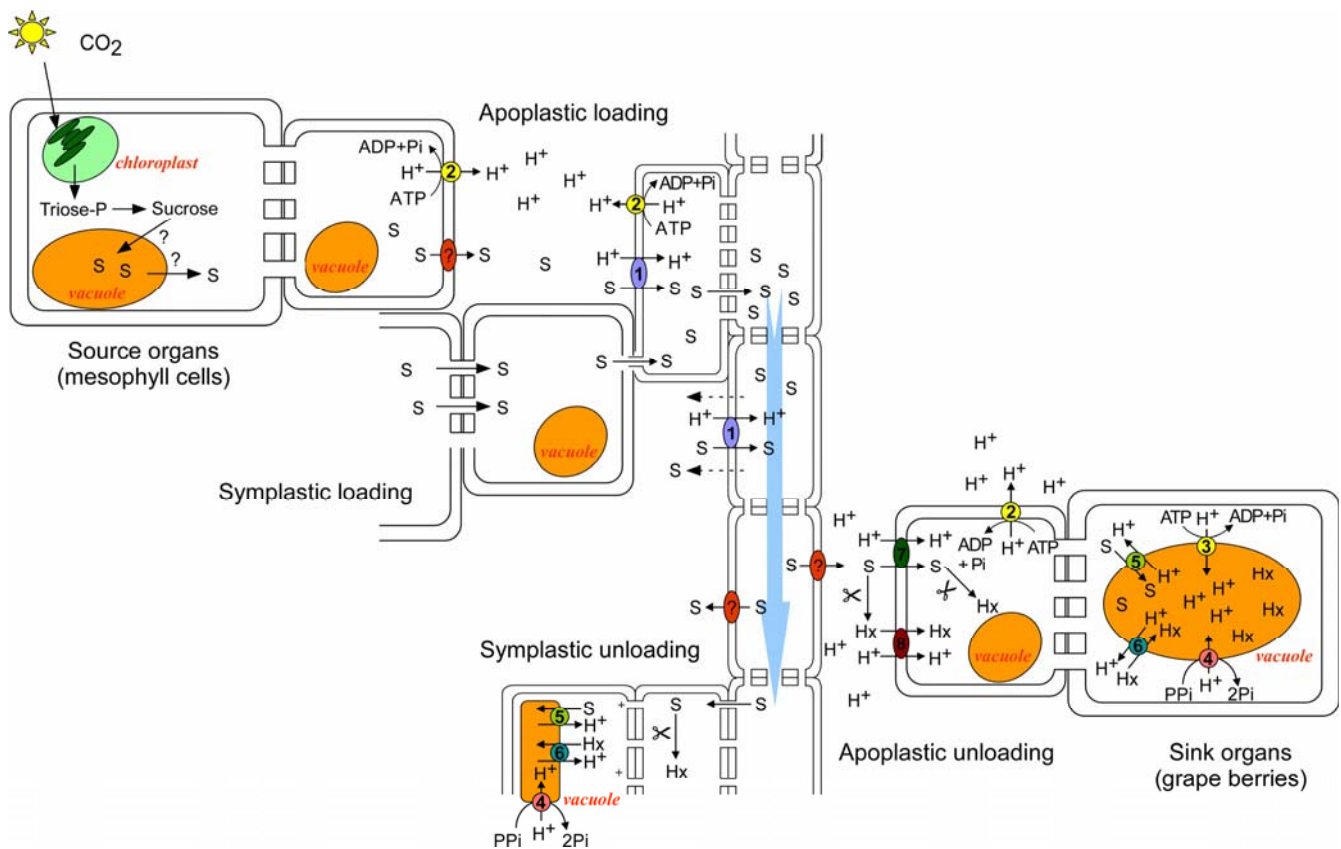 CO2
Apoplastic loading
ADP+Pi
H+
2
H+
ATP
H+
H+
H+
H+
chloroplast
Triose-P
Sucrose
?
?
S S
S
vacuole
S
vacuole
S
?
S
S
ADP+Pi
H+
2
H+
ATP
H+
H+
1
S
S
S
S
S
S
S
S
S
S
Source organs
(mesophyll cells)
S
S
S
S
S
S
vacuole
Symplastic loading
S
S
H+
H+
1
S
S
S
H+
H+
H+
H+
H+
2
ADP
+ Pi
H+
ATP
H+
H+
H+
7
S
?
S
S
Hx
Hx
Hx
8
H+
H+
H+
H+
vacuole
ATP
H+
ADP+Pi
3
H+
S
5
H+
S
S
H+
H+
H+
H+
H+
Hx
Hx
Hx
H+
Hx
6
H+
Hx
4
vacuole
PPi
H+
2Pi
S
?
S
Symplastic unloading
S
5
H+
Hx
6
H+
H+
4
vacuole
PPi
H+
2Pi
+
+
S
S
Hx
Apoplastic unloading
Sink organs
(grape berries)